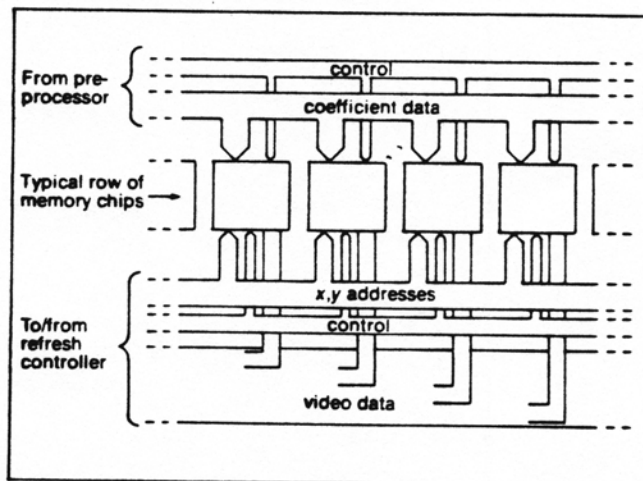 From pre-
processor
control
coefficient data
Typical row of
memory chips
x,y addresses
To/from
refresh
controller
control
video data